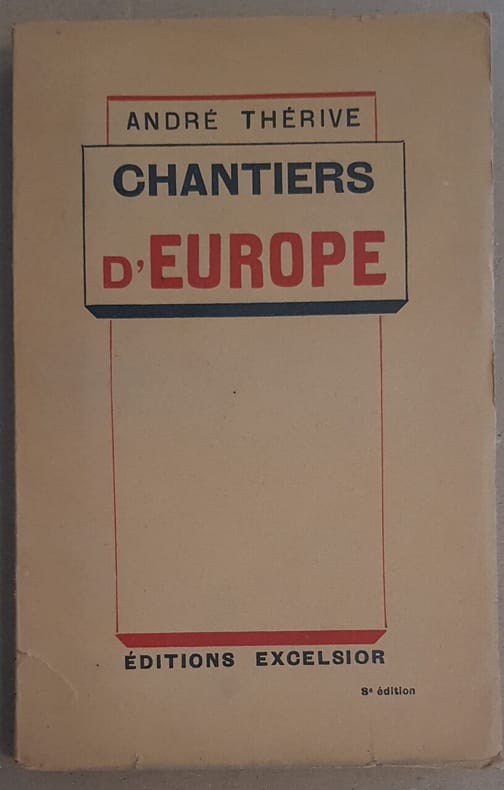 ANDRÉ THÉRIVE
CHANTIERS
D'EUROPE
ÉDITIONS EXCELSIOR
8ᵉ édition